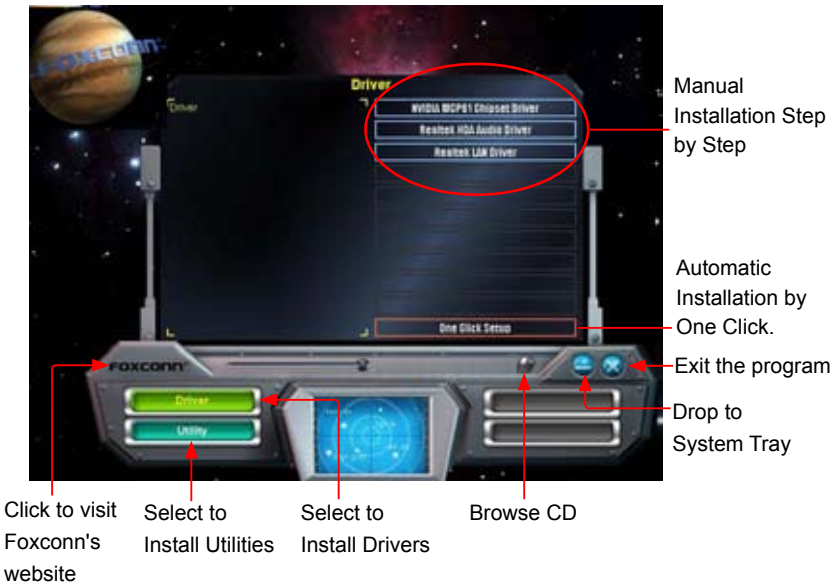 FOXCONN
Driver
Driver
NVIDIA MCP61 Chipset Driver
Realtek HDA Audio Driver
Realtek LAN Driver
One Click Setup
Manual
Installation Step
by Step
Automatic
Installation by
One Click.
Exit the program
Drop to
System Tray
FOXCONN
Driver
Utility
Click to visit
Foxconn's
website
Select to
Install Utilities
Select to
Install Drivers
Browse CD